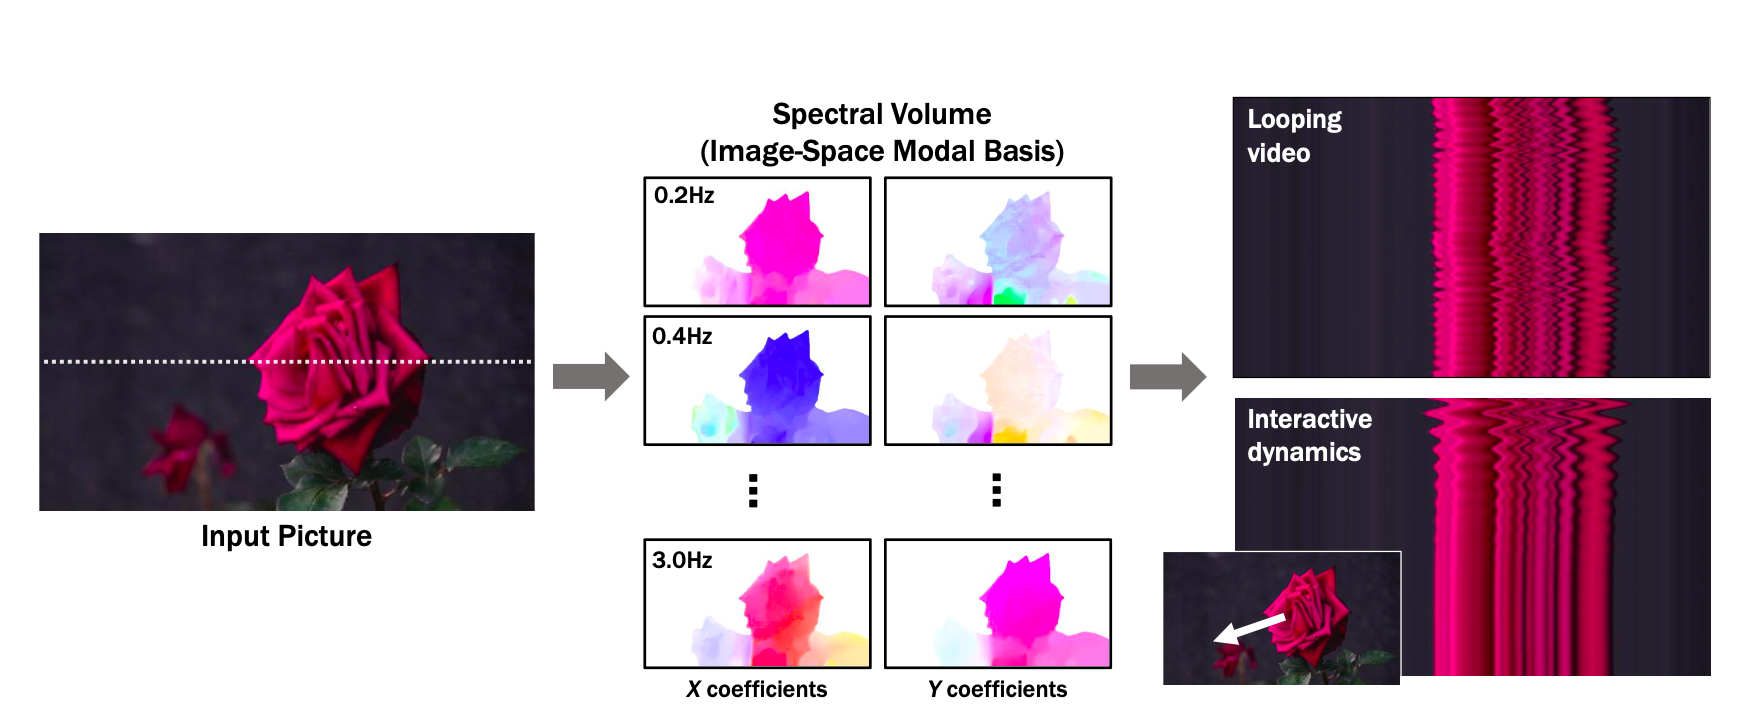 Spectral Volume
(Image-Space Modal Basis)
Input Picture
0.2Hz
0.4Hz
3.0Hz
X coefficients
Y coefficients
Looping
video
Interactive
dynamics